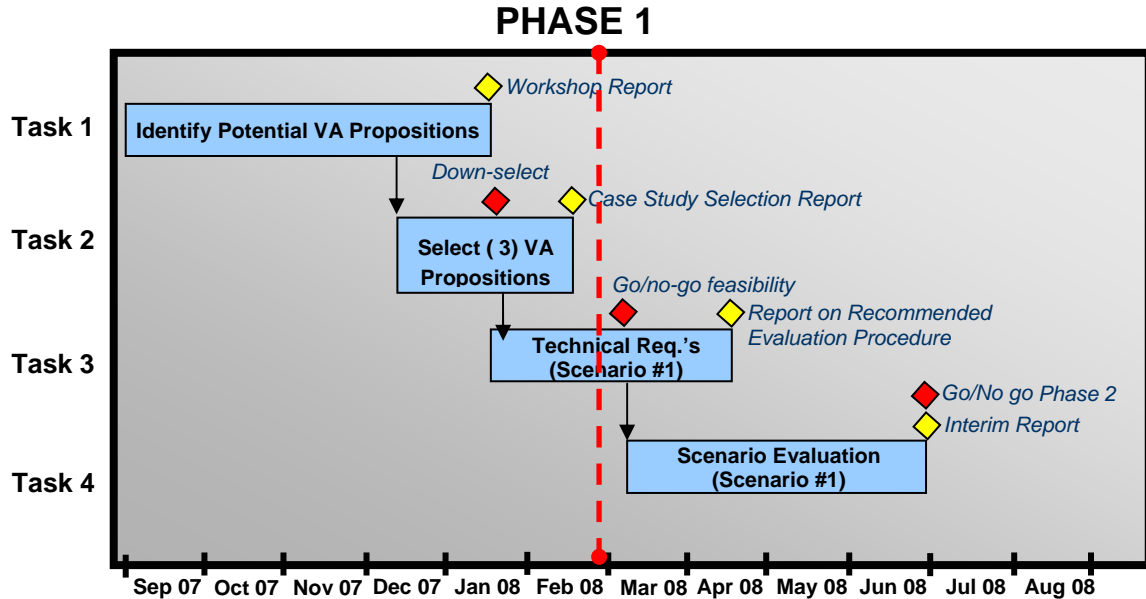 PHASE 1
Workshop Report
Task 1
Identify Potential VA Propositions
Down-select
Case Study Selection Report
Task 2
Select ( 3) VA
Propositions
Go/no-go feasibility
Report on Recommended
Evaluation Procedure
Task 3
Technical Req.'s
(Scenario #1)
Go/No go Phase 2
Interim Report
Task 4
Scenario Evaluation
(Scenario #1)
Sep 07 Oct 07 Nov 07 Dec 07 Jan 08 Feb 08 Mar 08 Apr 08 May 08 Jun 08 Jul 08 Aug 08